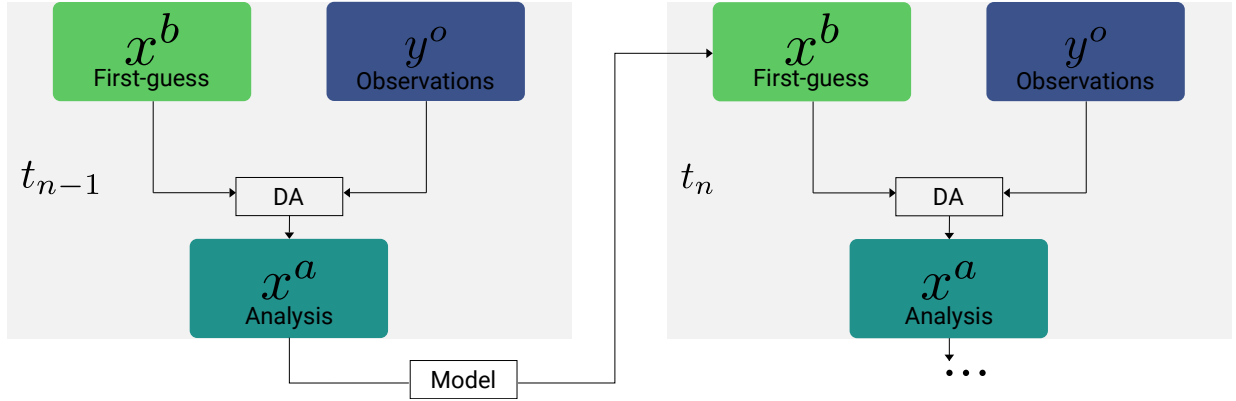 x^b
First-guess
y^o
Observations
t_{n-1}
DA
x^a
Analysis
Model
x^b
First-guess
y^o
Observations
t_n
DA
x^a
Analysis
...